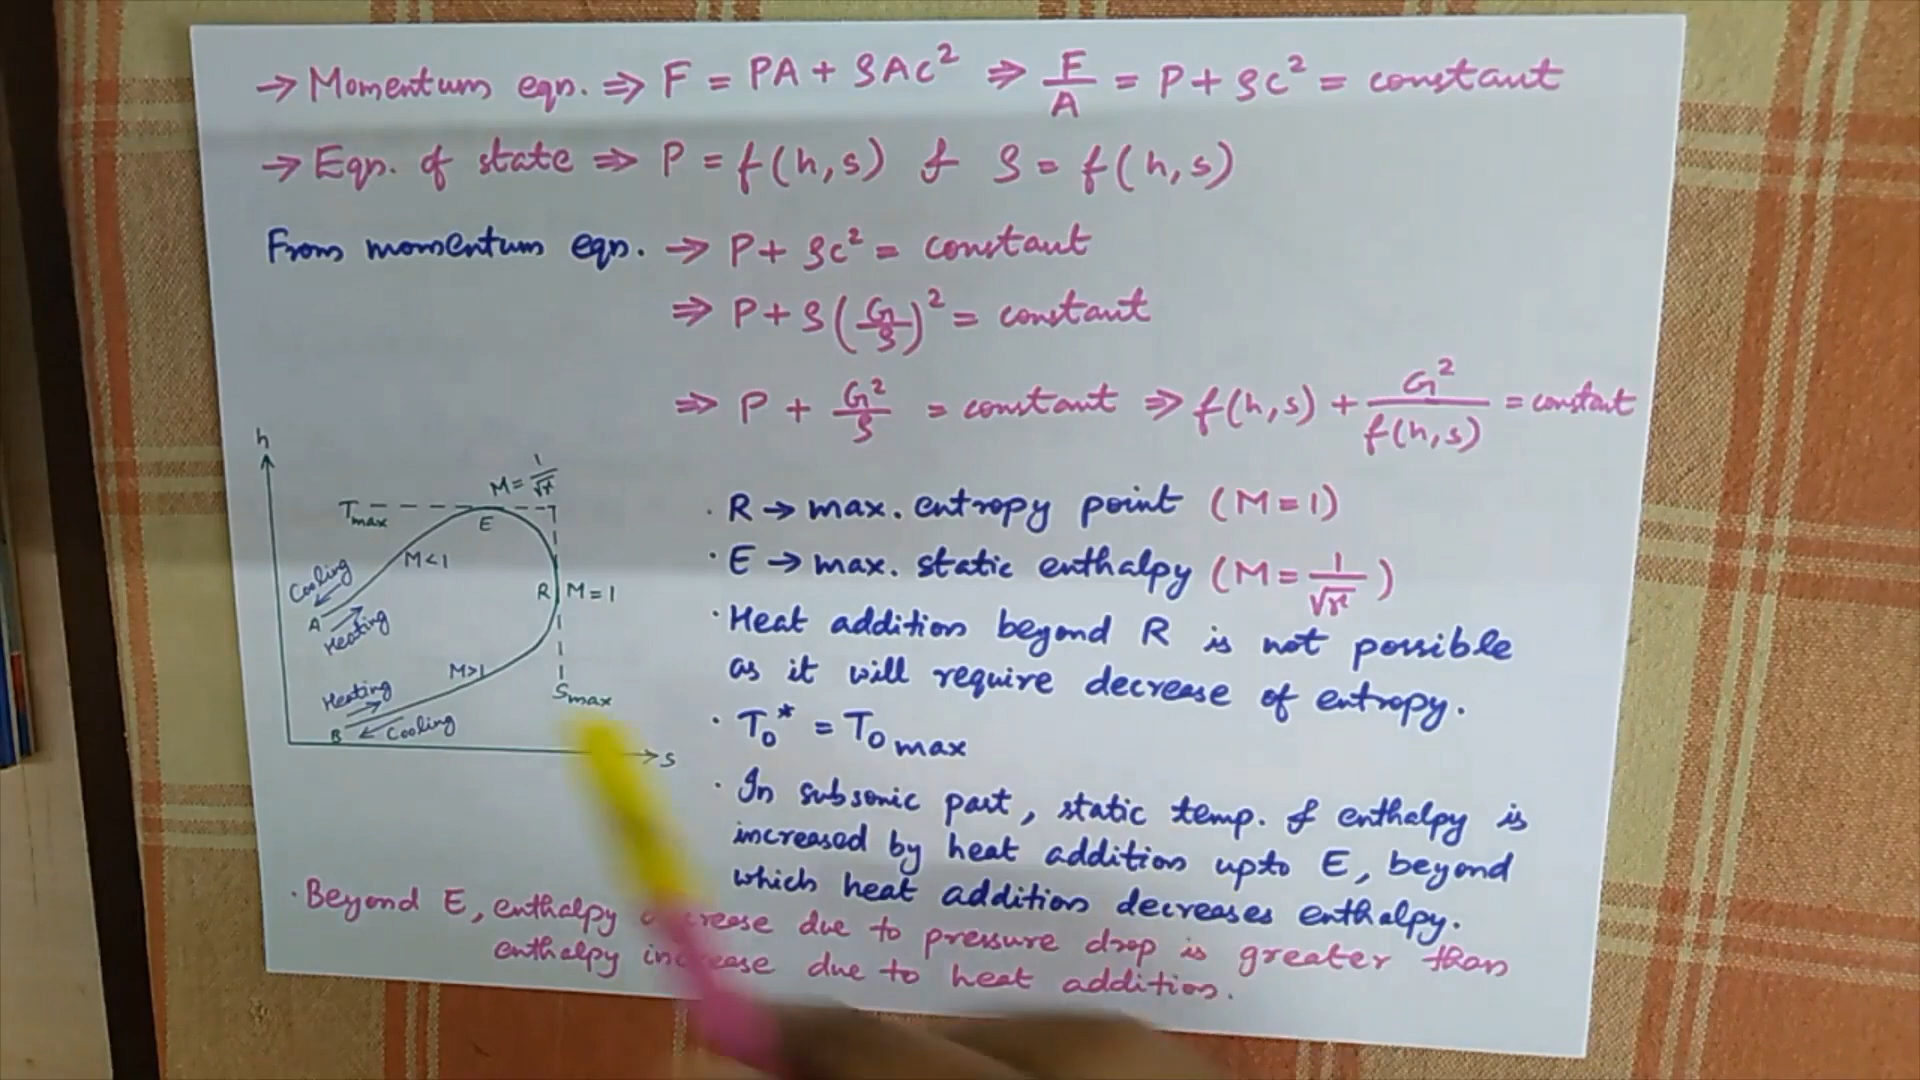 → Momentum eqn. ⇒ F = PA + ρAc² ⇒ F/A = P + ρc² = constant
→ Eqn. of state ⇒ P = f(h,s) & ρ = f(h,s)
From momentum eqn. → P + ρc² = constant
⇒ P + ρ(G/ρ)² = constant
⇒ P + G²/ρ = constant ⇒ f(h,s) + G²/f(h,s) = constant
h
M = 1/√γ
Tmax
E
M<1
Cooling
A
Heating
R M=1
M>1
Heating
Smax
B
Cooling
s
· R → max. entropy point (M = 1)
· E → max. static enthalpy (M = 1/√γ)
· Heat addition beyond R is not possible
as it will require decrease of entropy.
· T₀* = T₀ max
· In subsonic part, static temp. & enthalpy is
increased by heat addition upto E, beyond
which heat addition decreases enthalpy.
· Beyond E, enthalpy due to pressure drop is greater than
enthalpy due to heat addition.